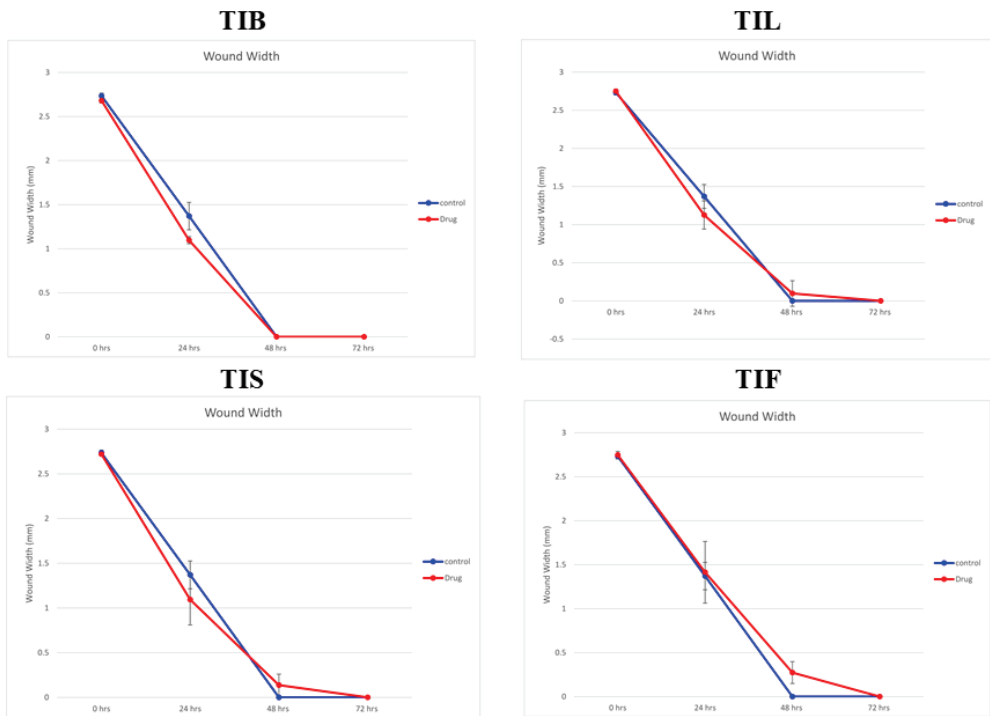 TIB
Wound Width
3
2.5
2
1.5
1
0.5
0
Wound Width (mm)
0 hrs 24 hrs 48 hrs 72 hrs
control
Drug
TIL
Wound Width
3
2.5
2
1.5
1
0.5
0
-0.5
Wound Width (mm)
0 hrs 24 hrs 48 hrs 72 hrs
control
Drug
TIS
Wound Width
3
2.5
2
1.5
1
0.5
0
Wound Width (mm)
0 hrs 24 hrs 48 hrs 72 hrs
control
Drug
TIF
Wound Width
3
2.5
2
1.5
1
0.5
0
Wound Width (mm)
0 hrs 24 hrs 48 hrs 72 hrs
control
Drug